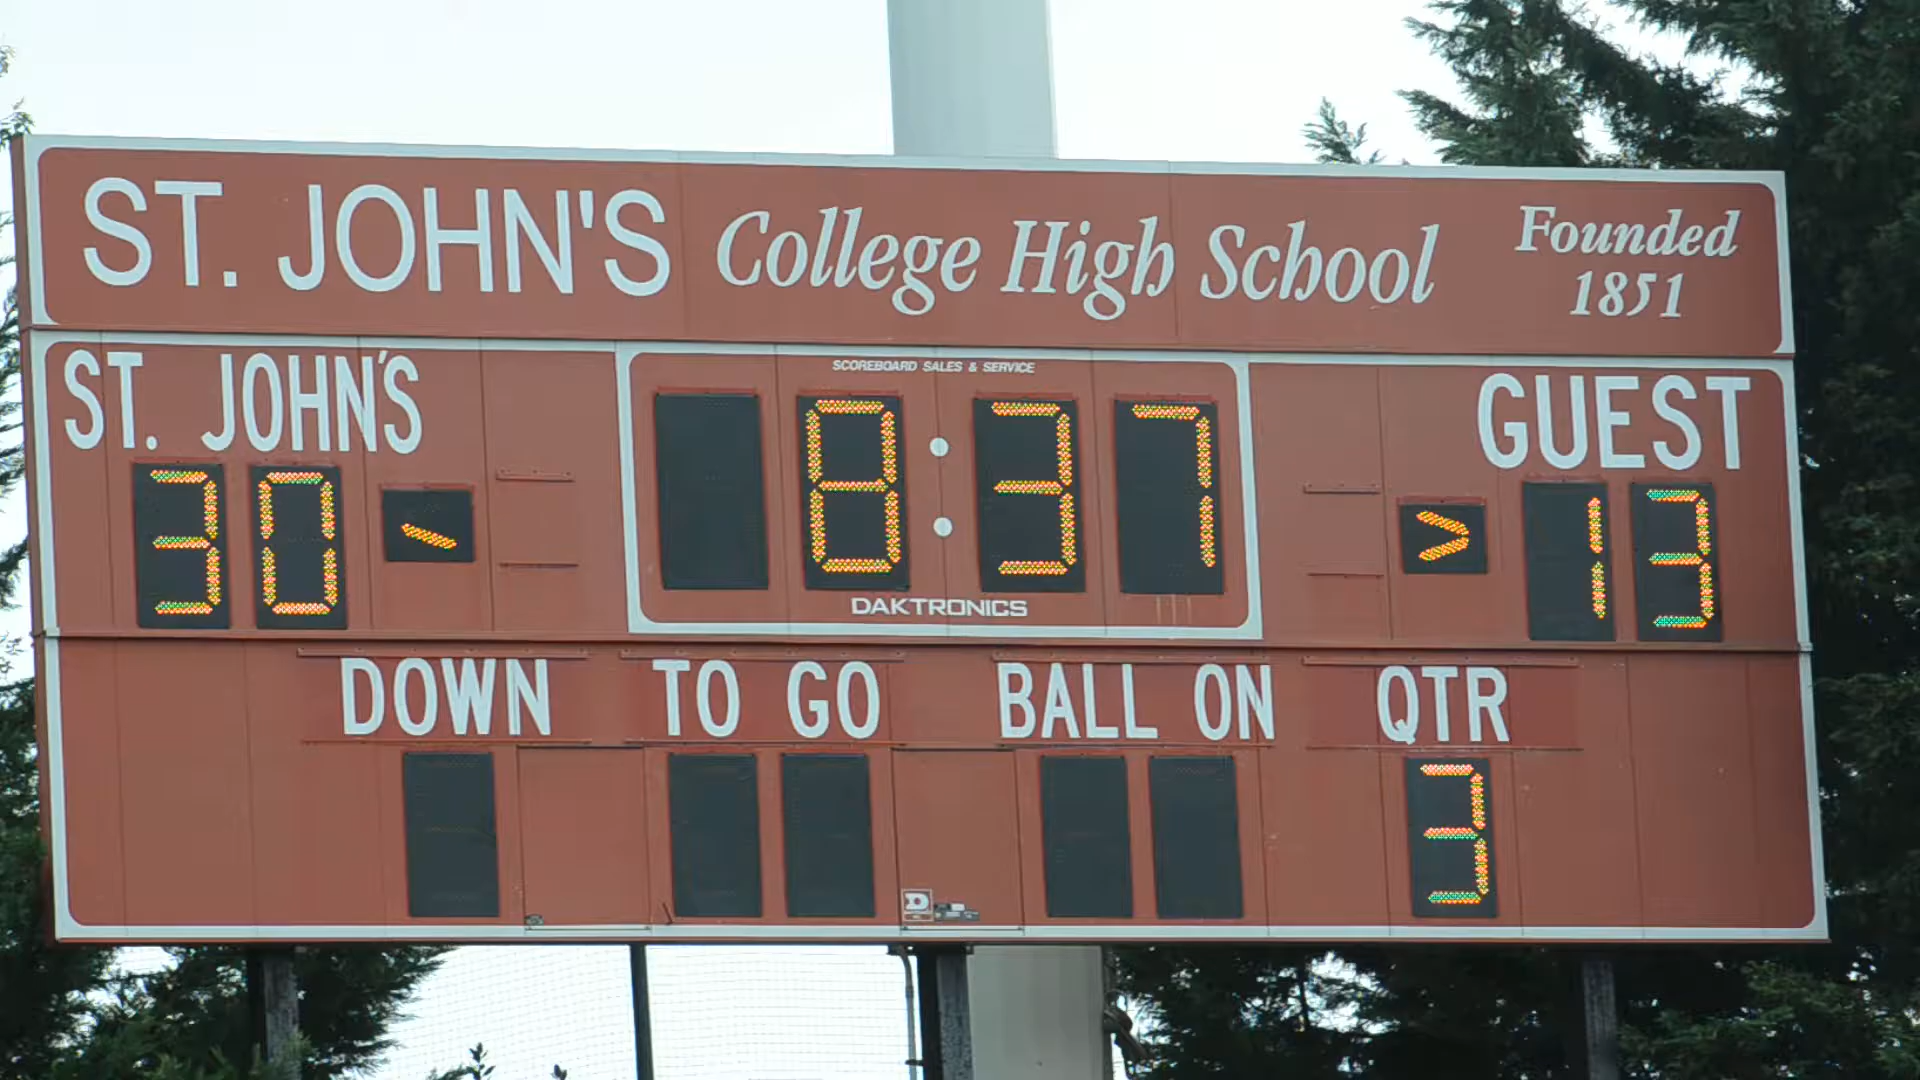 ST. JOHN'S College High School Founded
1851
SCOREBOARD SALES & SERVICE
ST. JOHN'S 8:37 GUEST
30 > 13
DAKTRONICS
DOWN TO GO BALL ON QTR
3